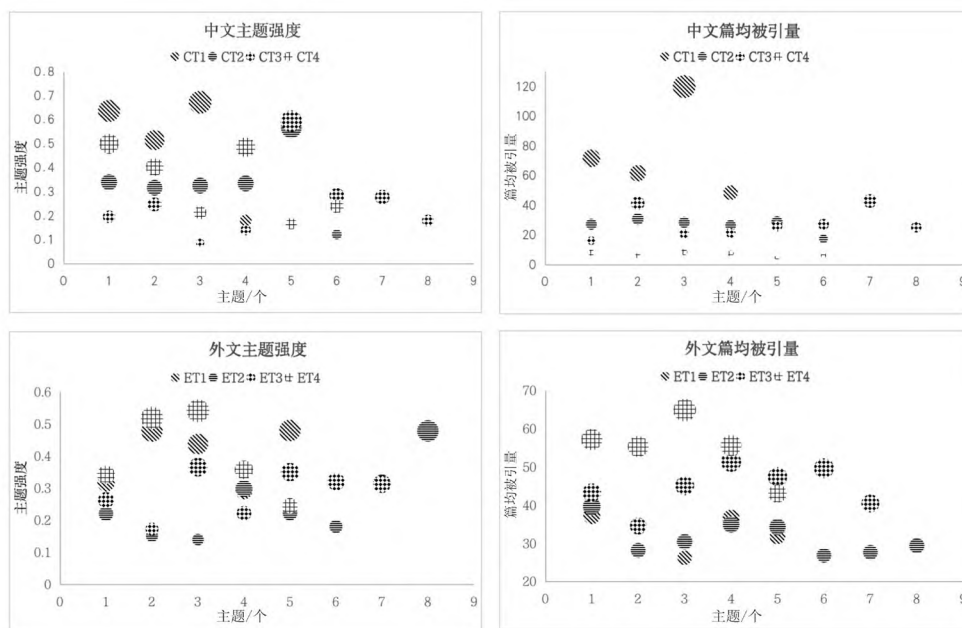 中文主题强度
CT1 CT2 CT3 CT4
主题强度
0.8
0.7
0.6
0.5
0.4
0.3
0.2
0.1
0
0 1 2 3 4 5 6 7 8 9
主题/个
中文篇均被引量
CT1 CT2 CT3 CT4
篇均被引量
120
100
80
60
40
20
0
0 1 2 3 4 5 6 7 8 9
主题/个
外文主题强度
ET1 ET2 ET3 ET4
主题强度
0.6
0.5
0.4
0.3
0.2
0.1
0
0 1 2 3 4 5 6 7 8 9
主题/个
外文篇均被引量
ET1 ET2 ET3 ET4
篇均被引量
70
60
50
40
30
20
0 1 2 3 4 5 6 7 8 9
主题/个